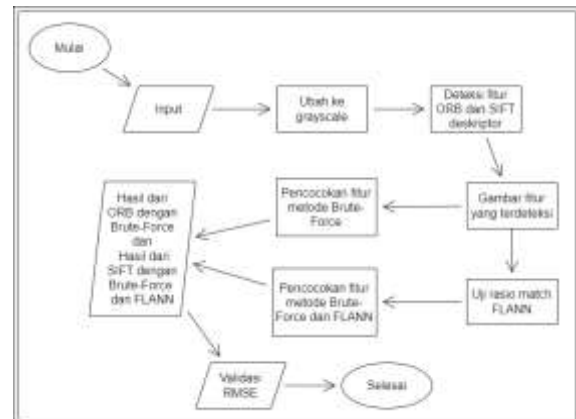 Mulai
Input
Ubah ke
grayscale
Deteksi fitur
ORB dan SIFT
deskriptor
Gambar fitur
yang terdeteksi
Pencocokan fitur
metode Brute-
Force
Uji rasio match
FLANN
Pencocokan fitur
metode Brute-
Force dan FLANN
Hasil dari
ORB dengan
Brute-Force
dan
Hasil dari
SIFT dengan
Brute-Force
dan FLANN
Validasi
RMSE
Selesai